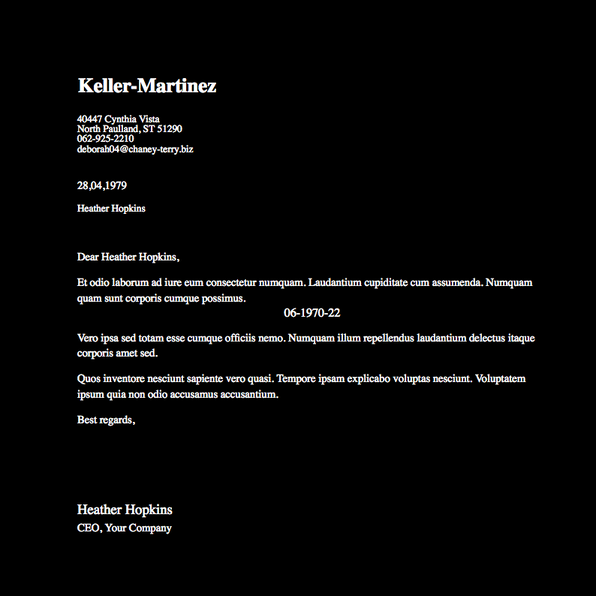 Keller-Martinez
40447 Cynthia Vista
North Paulland, ST 51290
062-925-2210
deborah04@chaney-terry.biz
28,04,1979
Heather Hopkins
Dear Heather Hopkins,
Et odio laborum ad iure eum consectetur numquam. Laudantium cupiditate cum assumenda. Numquam
quam sunt corporis cumque possimus.
06-1970-22
Vero ipsa sed totam esse cumque officiis nemo. Numquam illum repellendus laudantium delectus itaque
corporis amet sed.
Quos inventore nesciunt sapiente vero quasi. Tempore ipsam explicabo voluptas nesciunt. Voluptatem
ipsum quia non odio accusamus accusantium.
Best regards,
Heather Hopkins
CEO, Your Company